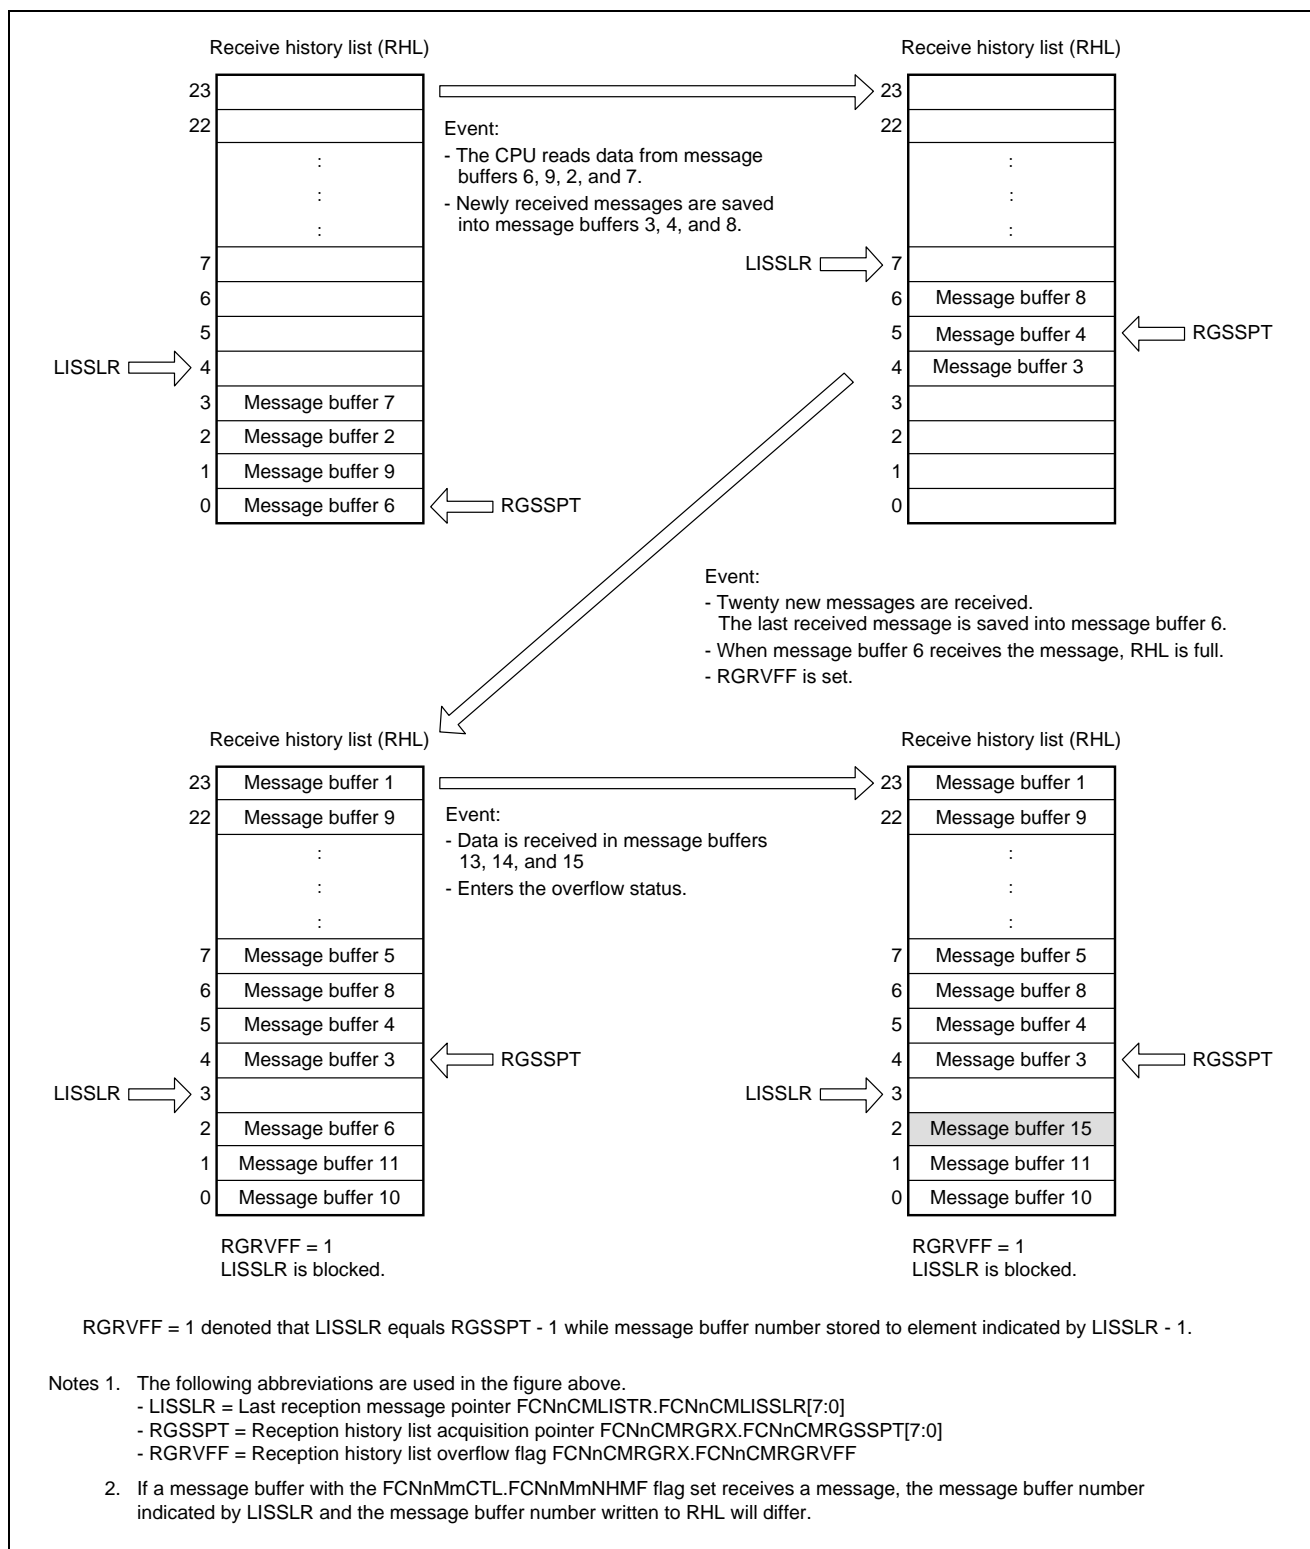 Receive history list (RHL)
23
22
:
:
:
7
6
5
LISSLR
4
3 Message buffer 7
2 Message buffer 2
1 Message buffer 9
0 Message buffer 6
RGSSPT
Event:
- The CPU reads data from message
buffers 6, 9, 2, and 7.
- Newly received messages are saved
into message buffers 3, 4, and 8.
Receive history list (RHL)
23
22
:
:
:
LISSLR
7
6 Message buffer 8
5 Message buffer 4
RGSSPT
4 Message buffer 3
3
2
1
0
Event:
- Twenty new messages are received.
The last received message is saved into message buffer 6.
- When message buffer 6 receives the message, RHL is full.
- RGRVFF is set.
Receive history list (RHL)
23 Message buffer 1
22 Message buffer 9
:
:
:
7 Message buffer 5
6 Message buffer 8
5 Message buffer 4
4 Message buffer 3
RGSSPT
LISSLR
3
2 Message buffer 6
1 Message buffer 11
0 Message buffer 10
RGRVFF = 1
LISSLR is blocked.
Event:
- Data is received in message buffers
13, 14, and 15
- Enters the overflow status.
Receive history list (RHL)
23 Message buffer 1
22 Message buffer 9
:
:
:
7 Message buffer 5
6 Message buffer 8
5 Message buffer 4
4 Message buffer 3
RGSSPT
LISSLR
3
2 Message buffer 15
1 Message buffer 11
0 Message buffer 10
RGRVFF = 1
LISSLR is blocked.
RGRVFF = 1 denoted that LISSLR equals RGSSPT - 1 while message buffer number stored to element indicated by LISSLR - 1.
Notes 1. The following abbreviations are used in the figure above.
- LISSLR = Last reception message pointer FCNnCMLISTR.FCNnCMLISSLR[7:0]
- RGSSPT = Reception history list acquisition pointer FCNnCMRGRX.FCNnCMRGSSPT[7:0]
- RGRVFF = Reception history list overflow flag FCNnCMRGRX.FCNnCMRGRVFF
2. If a message buffer with the FCNnMmCTL.FCNnMmNHMF flag set receives a message, the message buffer number
indicated by LISSLR and the message buffer number written to RHL will differ.